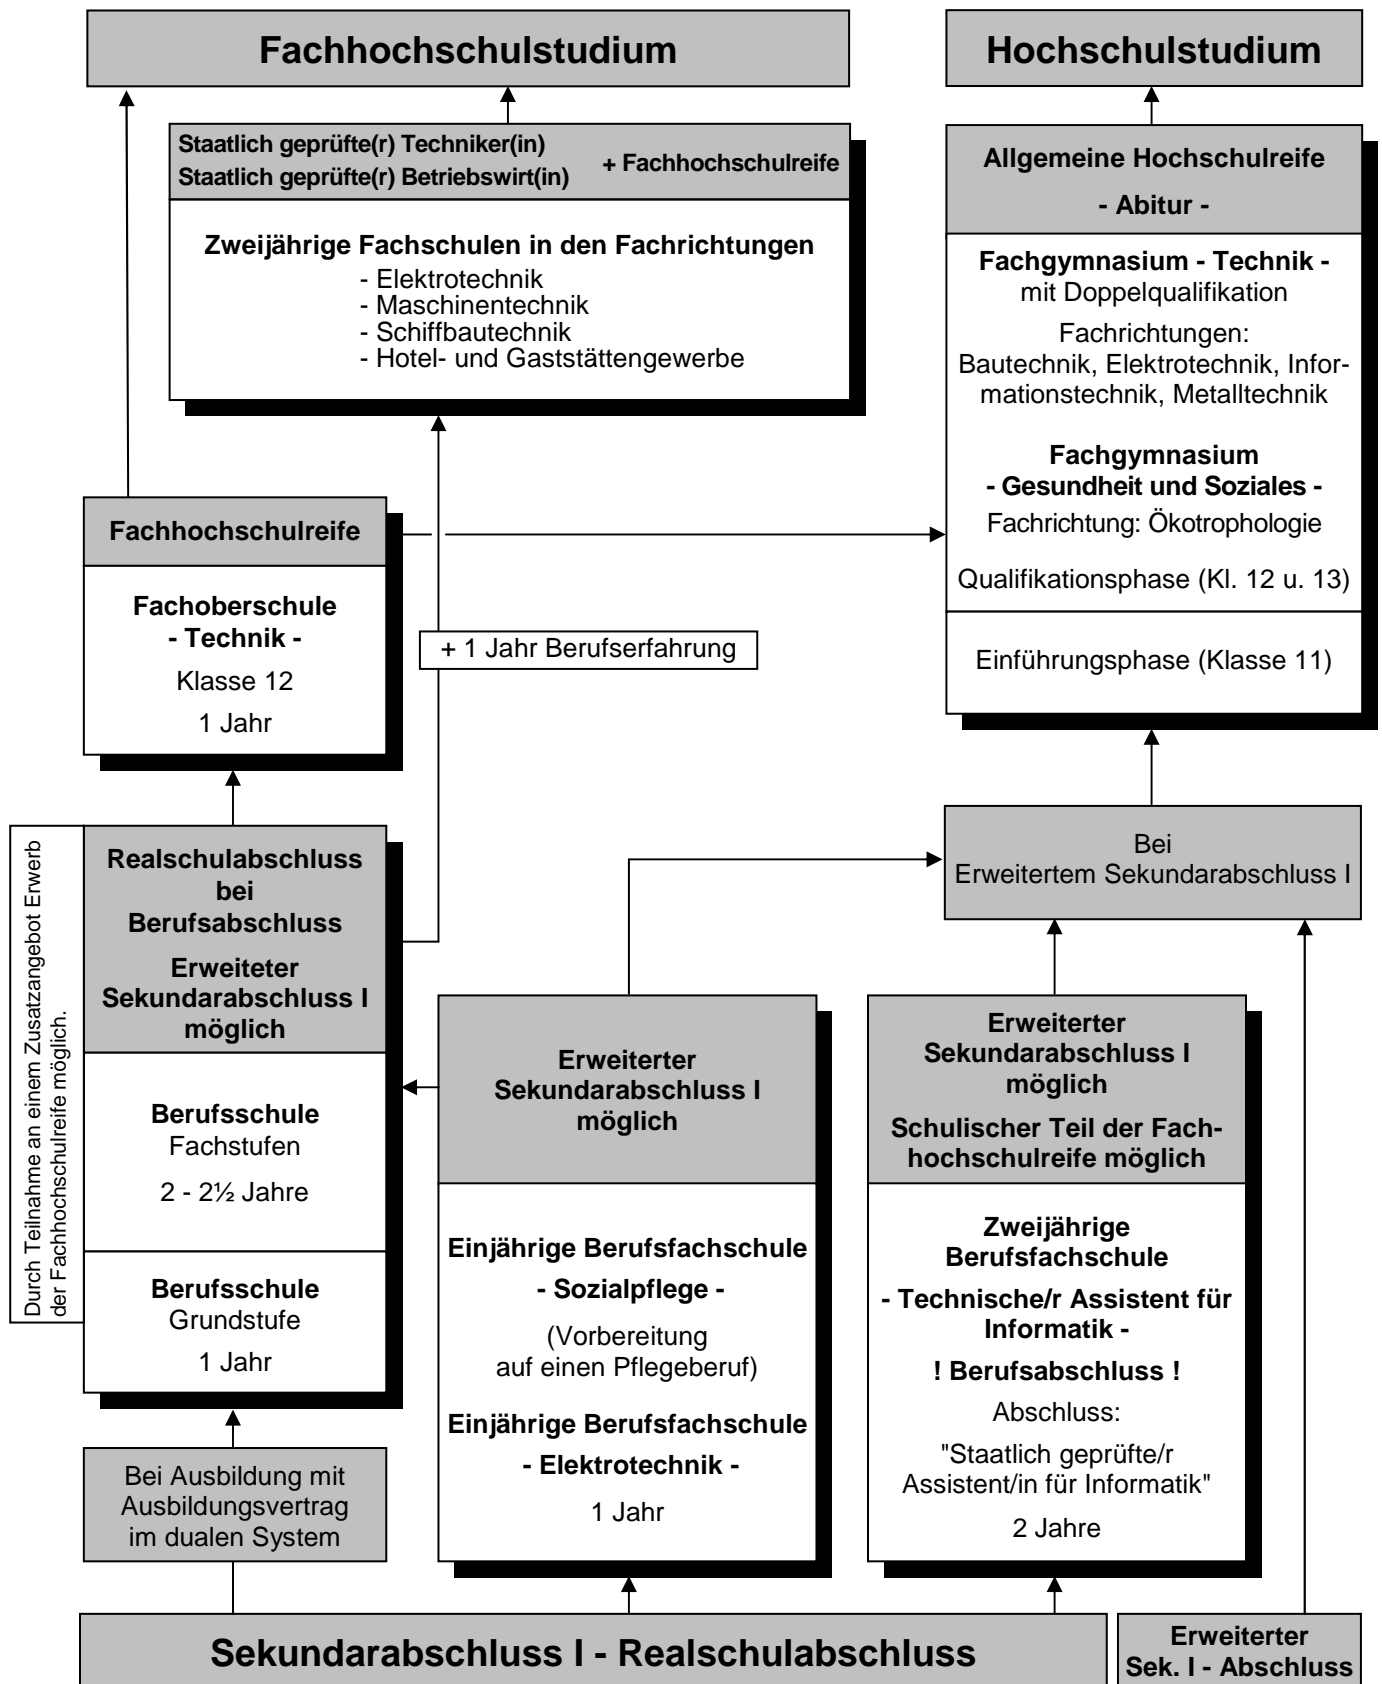 Fachhochschulstudium
Hochschulstudium
Staatlich geprüfte(r) Techniker(in)
Staatlich geprüfte(r) Betriebswirt(in)
+ Fachhochschulreife
Zweijährige Fachschulen in den Fachrichtungen
- Elektrotechnik
- Maschinentechnik
- Schiffbautechnik
- Hotel- und Gaststättengewerbe
Allgemeine Hochschulreife
- Abitur -
Fachgymnasium - Technik -
mit Doppelqualifikation
Fachrichtungen:
Bautechnik, Elektrotechnik, Infor-
mationstechnik, Metalltechnik
Fachgymnasium
- Gesundheit und Soziales -
Fachrichtung: Ökotrophologie
Qualifikationsphase (Kl. 12 u. 13)
Einführungsphase (Klasse 11)
Fachhochschulreife
Fachoberschule
- Technik -
Klasse 12
1 Jahr
+ 1 Jahr Berufserfahrung
Durch Teilnahme an einem Zusatzangebot Erwerb
der Fachhochschulreife möglich.
Realschulabschluss
bei
Berufsabschluss
Erweiteter
Sekundarabschluss I
möglich
Berufsschule
Fachstufen
2 - 2½ Jahre
Berufsschule
Grundstufe
1 Jahr
Bei Ausbildung mit
Ausbildungsvertrag
im dualen System
Erweiterter
Sekundarabschluss I
möglich
Einjährige Berufsfachschule
- Sozialpflege -
(Vorbereitung
auf einen Pflegeberuf)
Einjährige Berufsfachschule
- Elektrotechnik -
1 Jahr
Bei
Erweitertem Sekundarabschluss I
Erweiterter
Sekundarabschluss I
möglich
Schulischer Teil der Fach-
hochschulreife möglich
Zweijährige
Berufsfachschule
- Technische/r Assistent für
Informatik -
! Berufsabschluss !
Abschluss:
"Staatlich geprüfte/r
Assistent/in für Informatik"
2 Jahre
Sekundarabschluss I - Realschulabschluss
Erweiterter
Sek. I - Abschluss